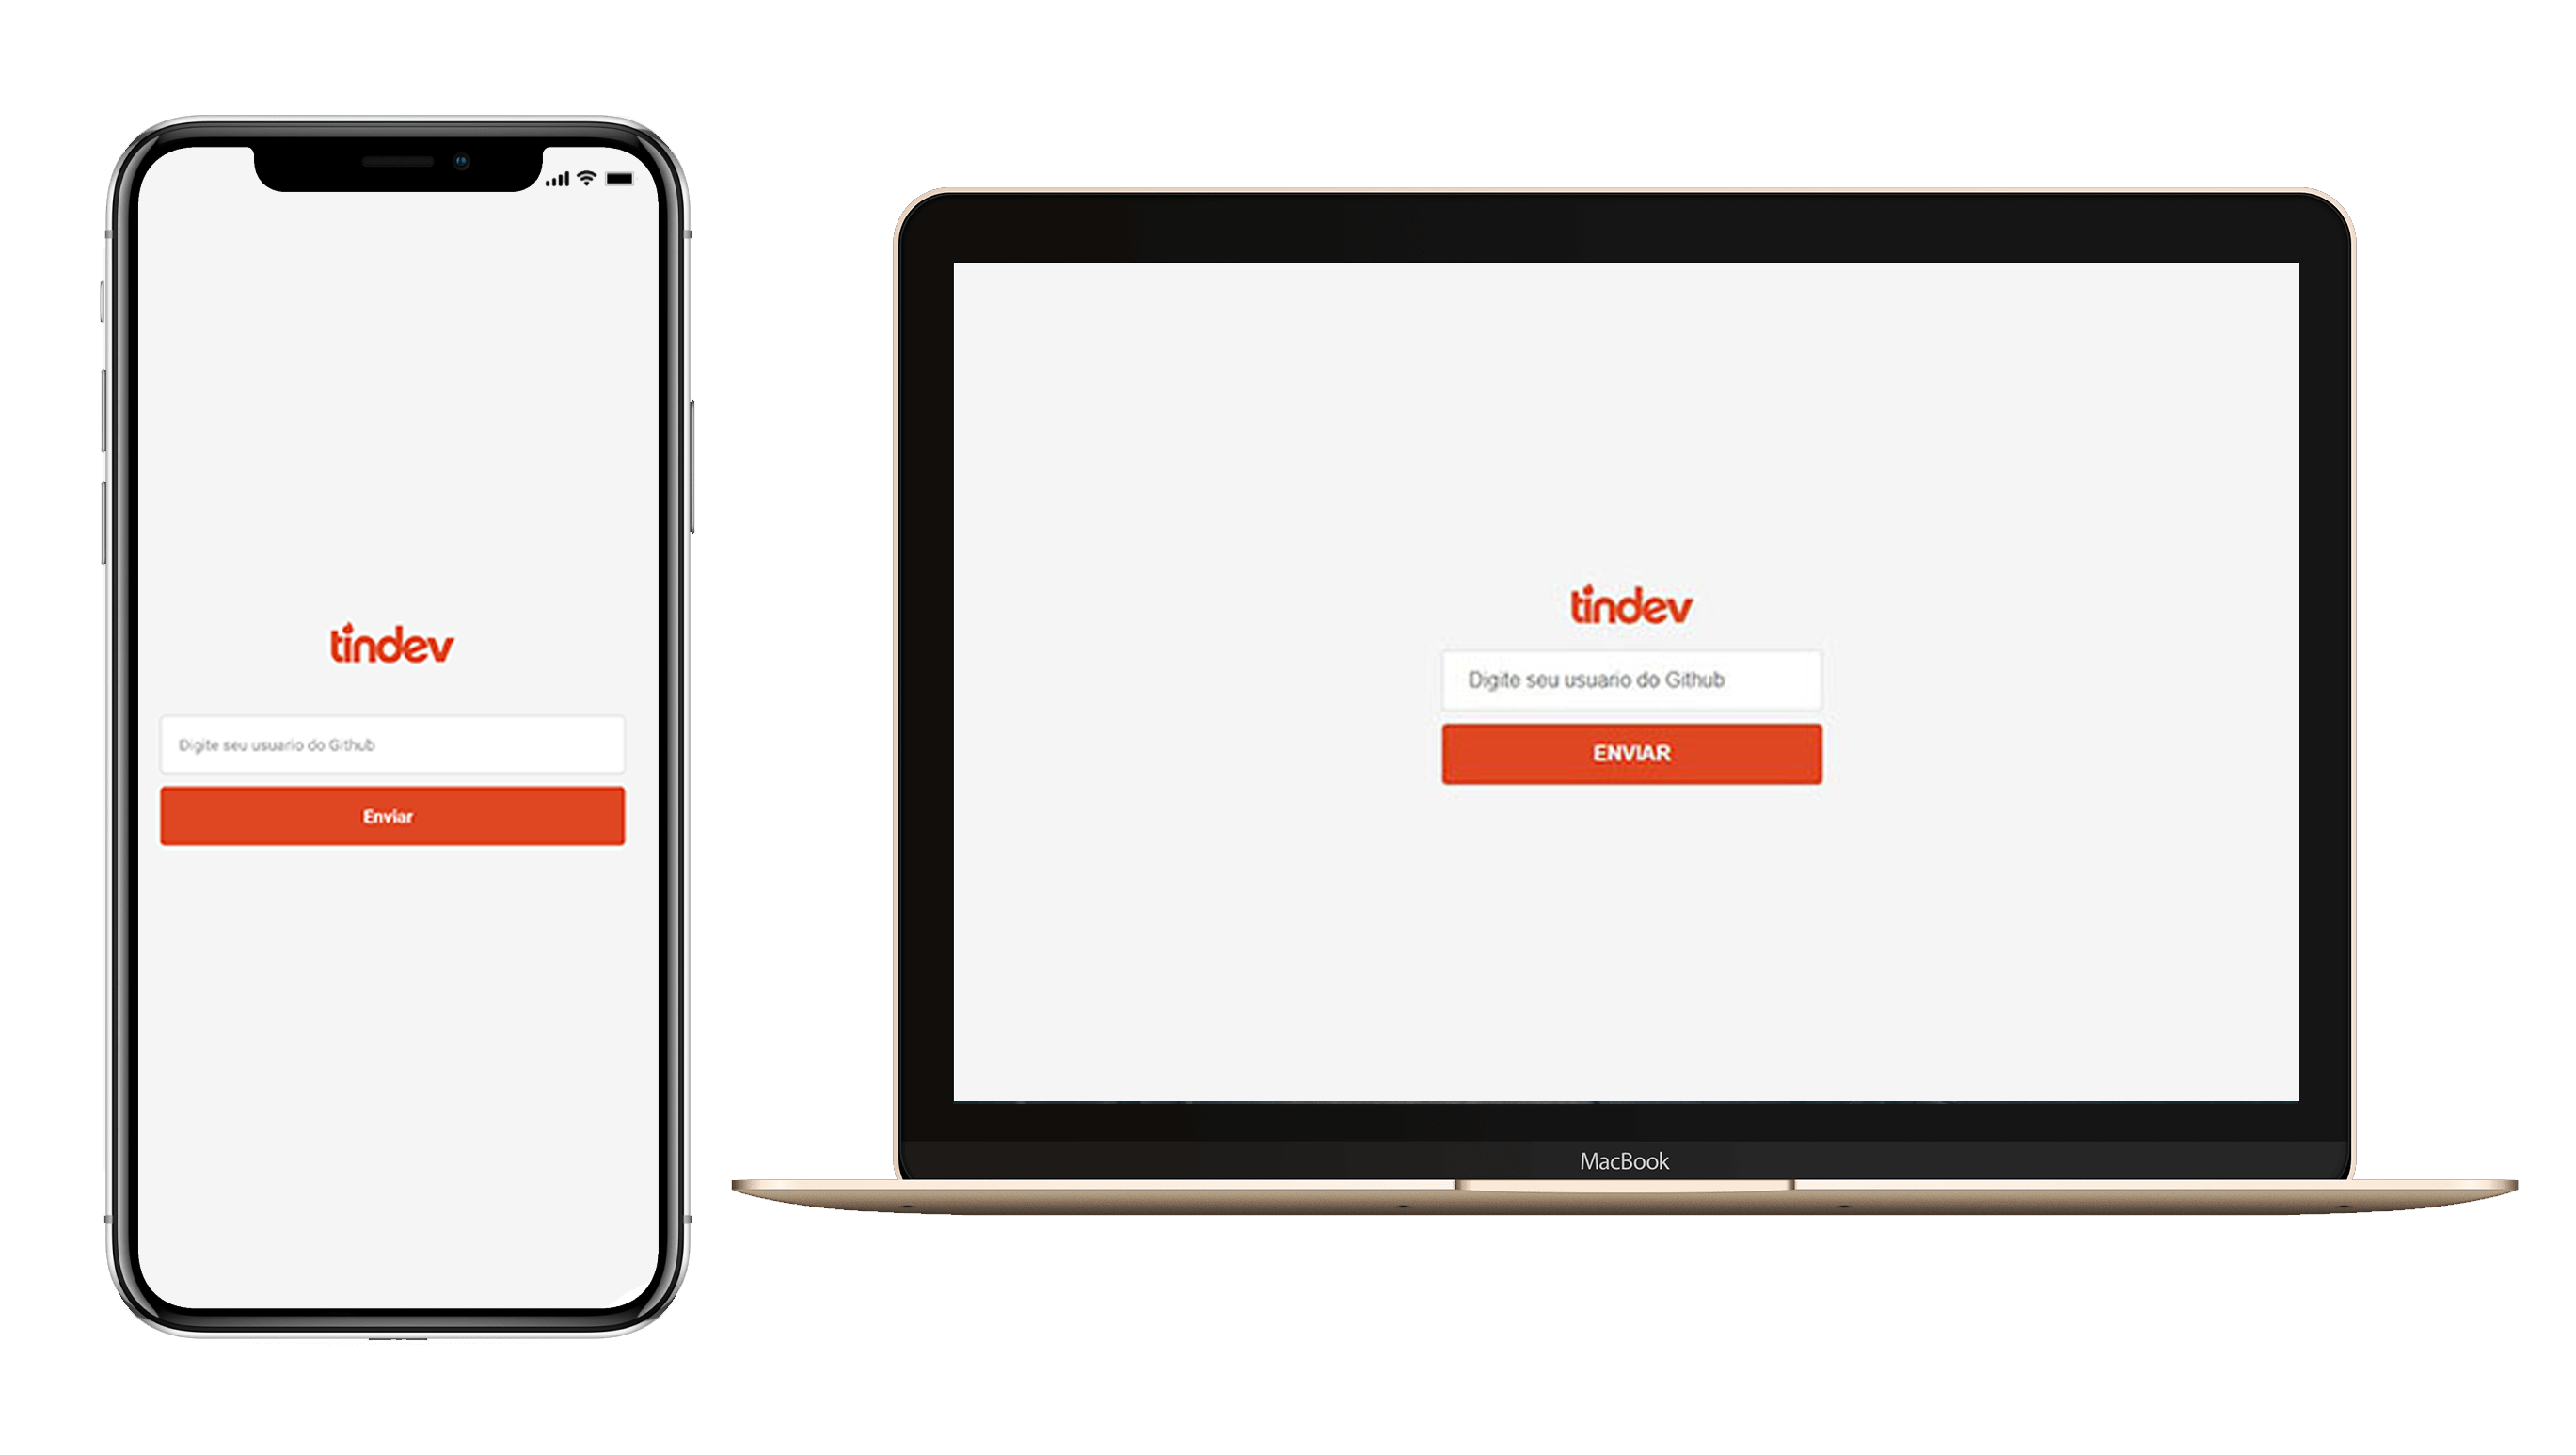 tindev
Digite seu usuario do Github
Enviar
tindev
Digite seu usuario do Github
ENVIAR
MacBook